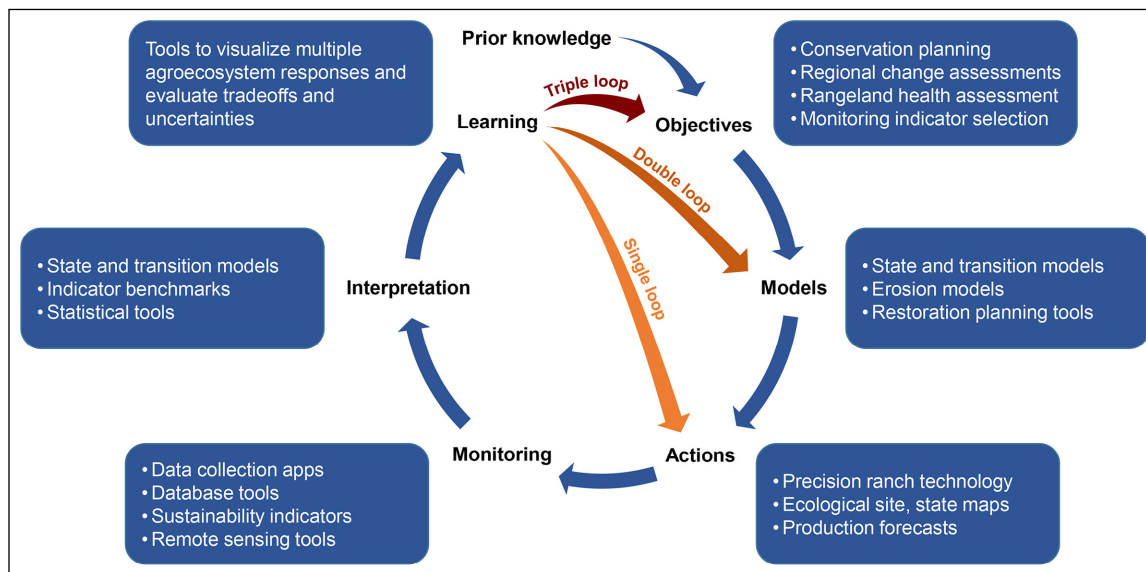 Tools to visualize multiple
agroecosystem responses and
evaluate tradeoffs and
uncertainties
Prior knowledge
• Conservation planning
• Regional change assessments
• Rangeland health assessment
• Monitoring indicator selection
Triple loop
Learning
Objectives
Double loop
Single loop
• State and transition models
• Indicator benchmarks
• Statistical tools
Interpretation
Models
• State and transition models
• Erosion models
• Restoration planning tools
Monitoring
Actions
• Data collection apps
• Database tools
• Sustainability indicators
• Remote sensing tools
• Precision ranch technology
• Ecological site, state maps
• Production forecasts